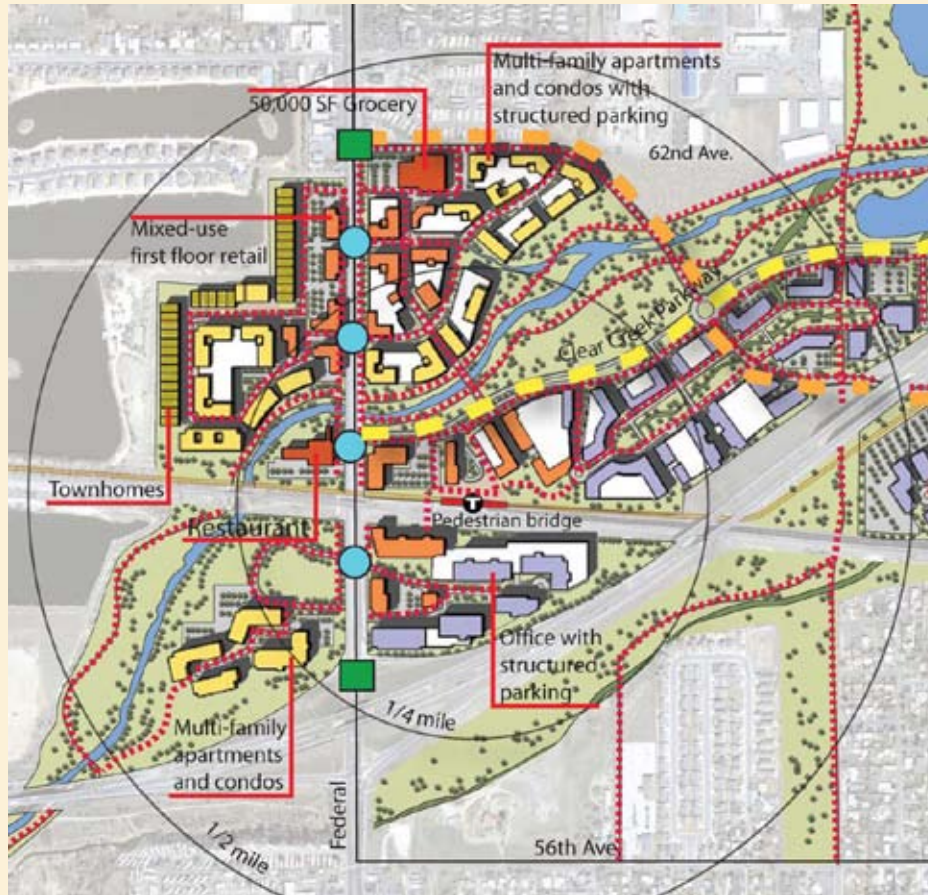 Multi-family apartments
and condos with
structured parking
50,000 SF Grocery
62nd Ave.
Mixed-use
first floor retail
Clear Creek Parkway
Townhomes
T
Pedestrian bridge
Restaurant
Office with
structured
parking
1/4 mile
Multi-family
apartments
and condos
1/2 mile
Federal
56th Ave